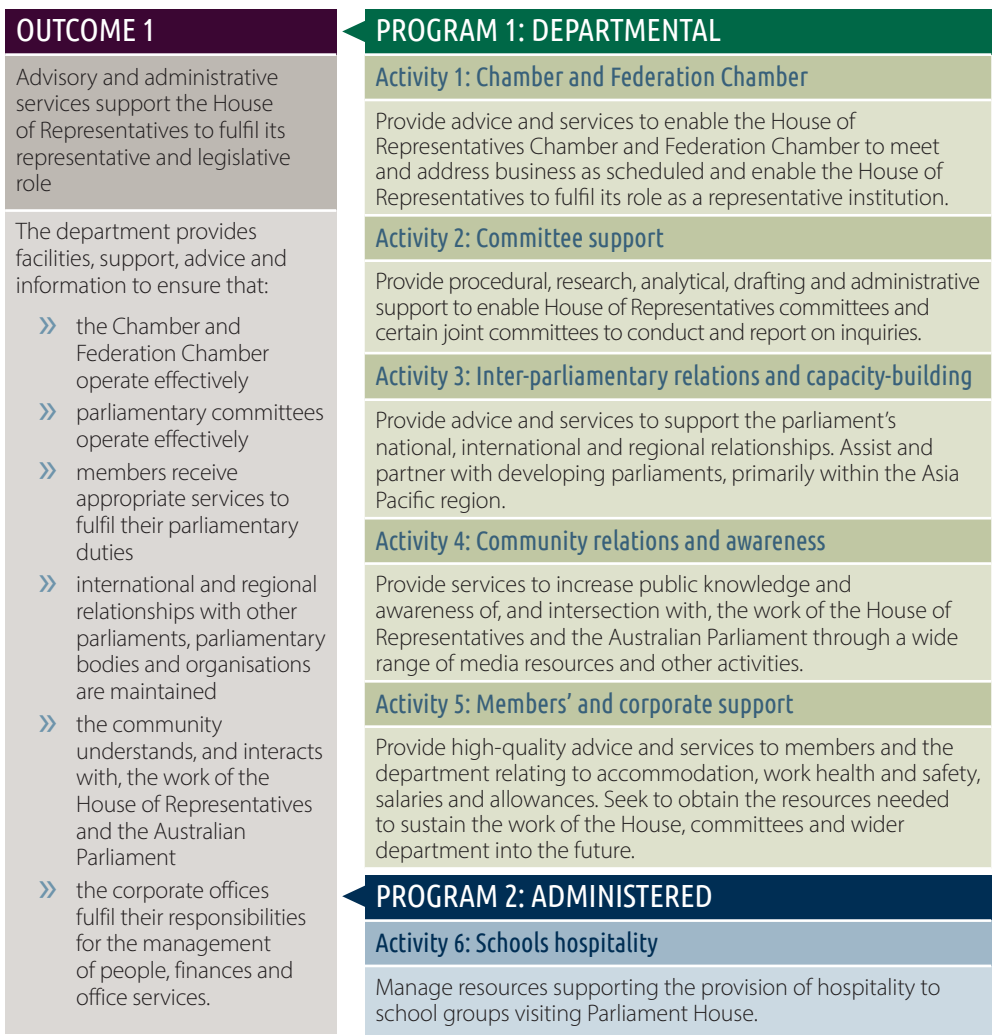 OUTCOME 1
Advisory and administrative
services support the House
of Representatives to fulfil its
representative and legislative
role
The department provides
facilities, support, advice and
information to ensure that:
» the Chamber and
Federation Chamber
operate effectively
» parliamentary committees
operate effectively
» members receive
appropriate services to
fulfil their parliamentary
duties
» international and regional
relationships with other
parliaments, parliamentary
bodies and organisations
are maintained
» the community
understands, and interacts
with, the work of the
House of Representatives
and the Australian
Parliament
» the corporate offices
fulfil their responsibilities
for the management
of people, finances and
office services.
PROGRAM 1: DEPARTMENTAL
Activity 1: Chamber and Federation Chamber
Provide advice and services to enable the House of
Representatives Chamber and Federation Chamber to meet
and address business as scheduled and enable the House of
Representatives to fulfil its role as a representative institution.
Activity 2: Committee support
Provide procedural, research, analytical, drafting and administrative
support to enable House of Representatives committees and
certain joint committees to conduct and report on inquiries.
Activity 3: Inter-parliamentary relations and capacity-building
Provide advice and services to support the parliament’s
national, international and regional relationships. Assist and
partner with developing parliaments, primarily within the Asia
Pacific region.
Activity 4: Community relations and awareness
Provide services to increase public knowledge and
awareness of, and intersection with, the work of the House of
Representatives and the Australian Parliament through a wide
range of media resources and other activities.
Activity 5: Members’ and corporate support
Provide high-quality advice and services to members and the
department relating to accommodation, work health and safety,
salaries and allowances. Seek to obtain the resources needed
to sustain the work of the House, committees and wider
department into the future.
PROGRAM 2: ADMINISTERED
Activity 6: Schools hospitality
Manage resources supporting the provision of hospitality to
school groups visiting Parliament House.